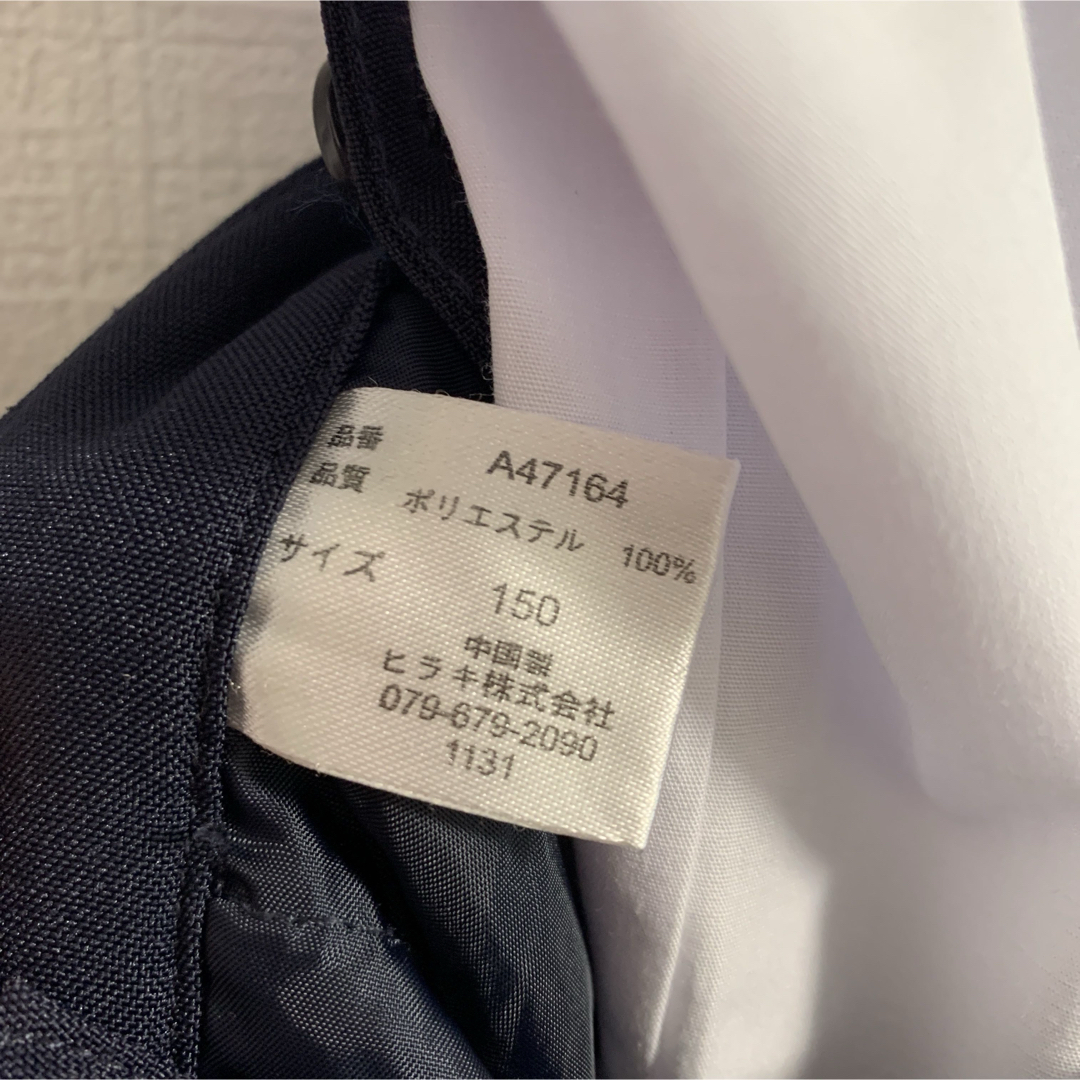 品番 A47164
品質 ポリエステル 100%
サイズ 150
中国製
ヒラキ株式会社
079-679-2090
1131